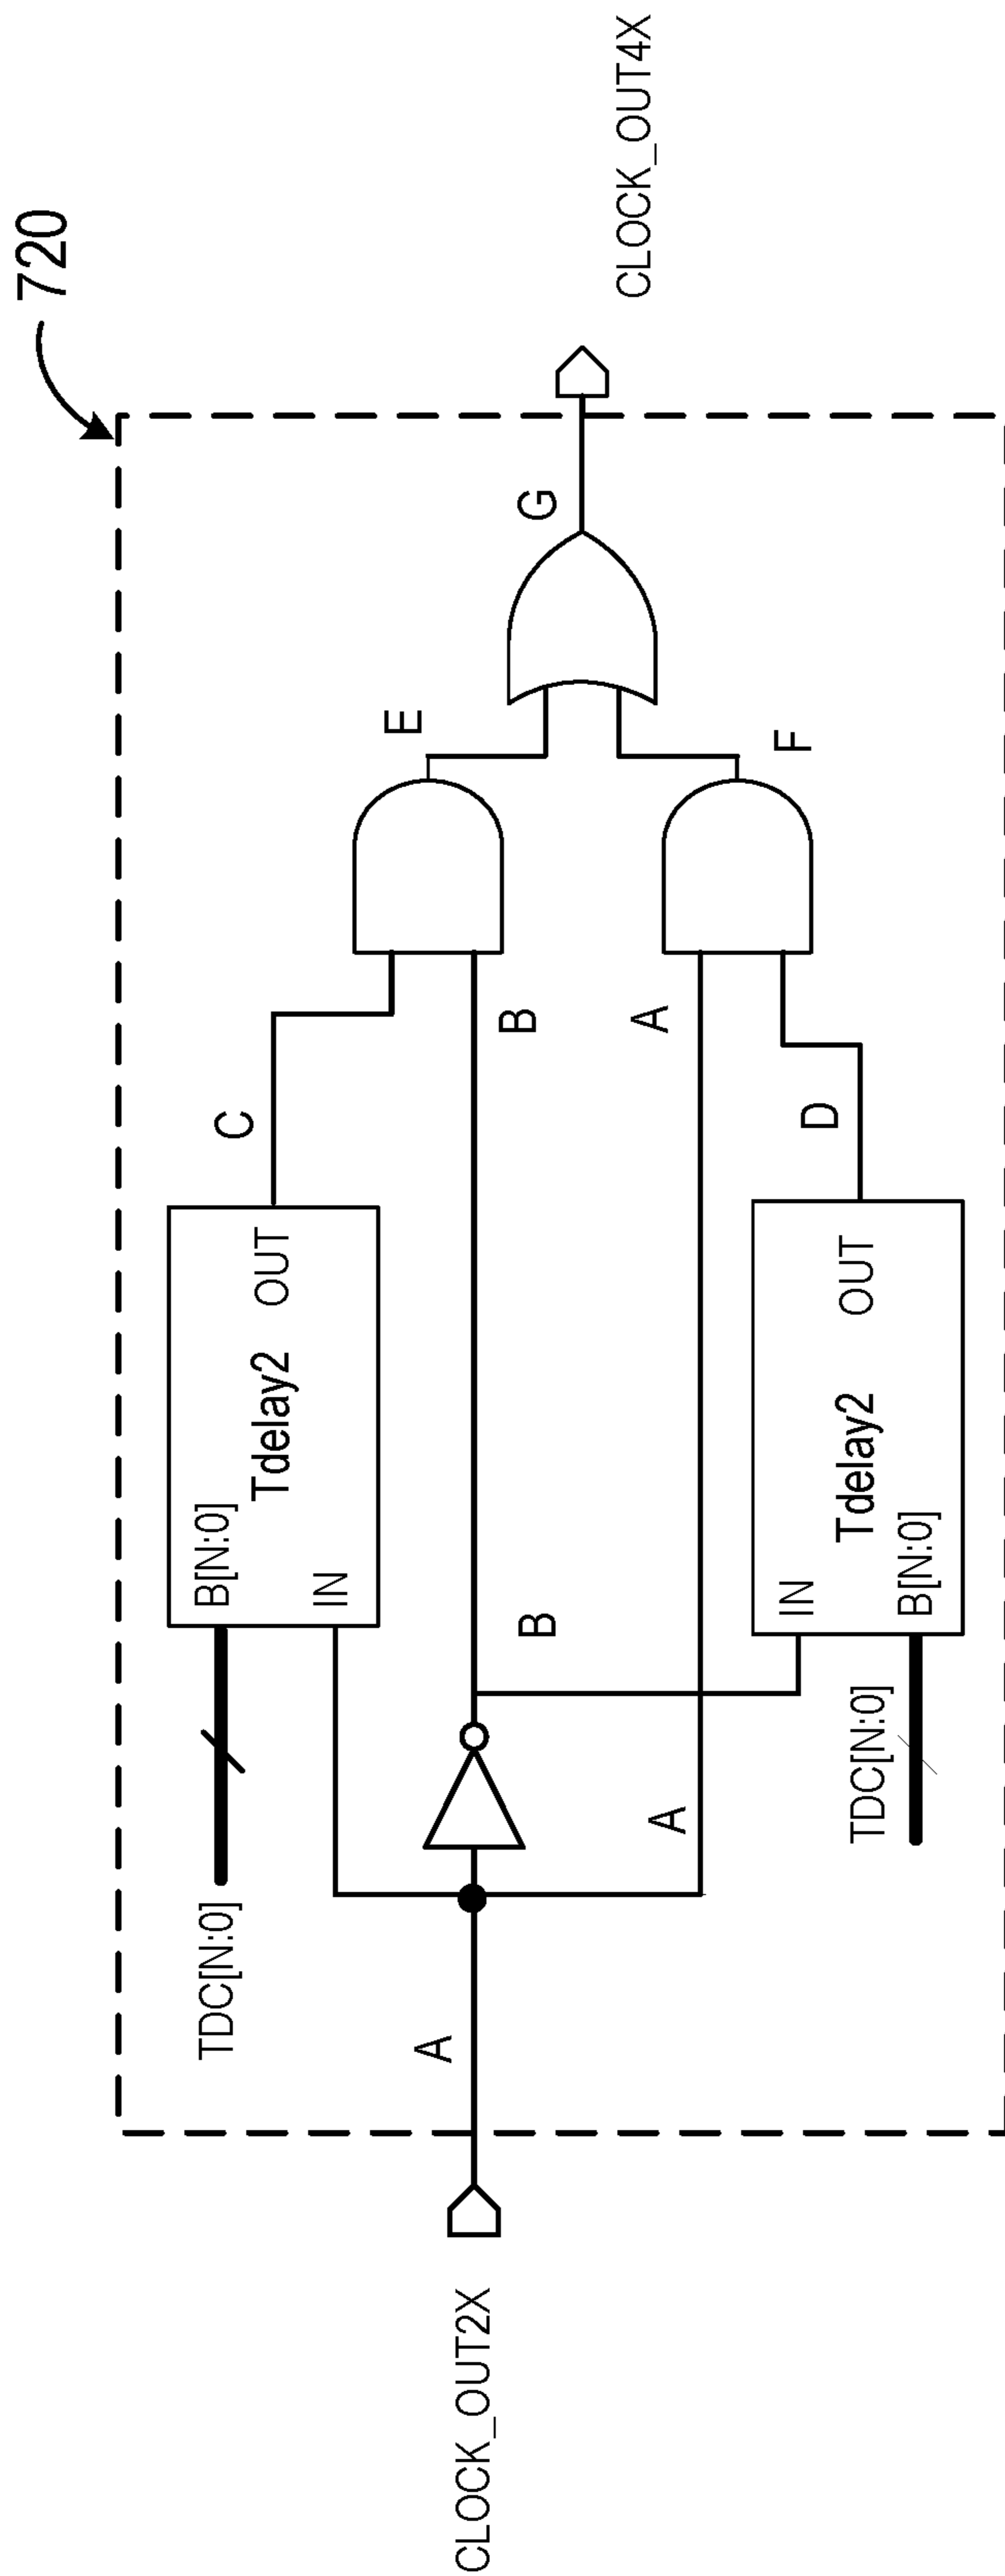 720
TDC[N:0]
B[N:0]
Tdelay2
OUT
IN
C
E
G
CLOCK_OUT4X
CLOCK_OUT2X
A
B
B
A
A
F
D
IN
Tdelay2
OUT
B[N:0]
TDC[N:0]